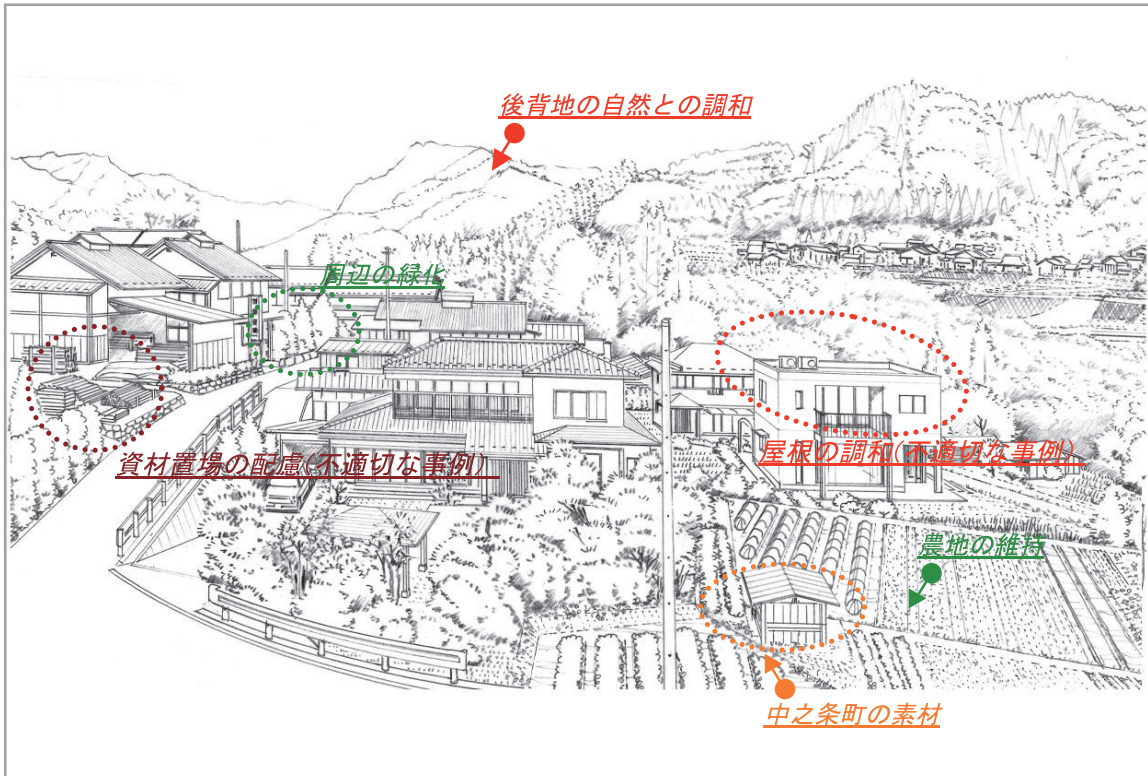 後背地の自然との調和
周辺の緑化
資材置場の配慮(不適切な事例)
屋根の調和(不適切な事例)
農地の維持
中之条町の素材